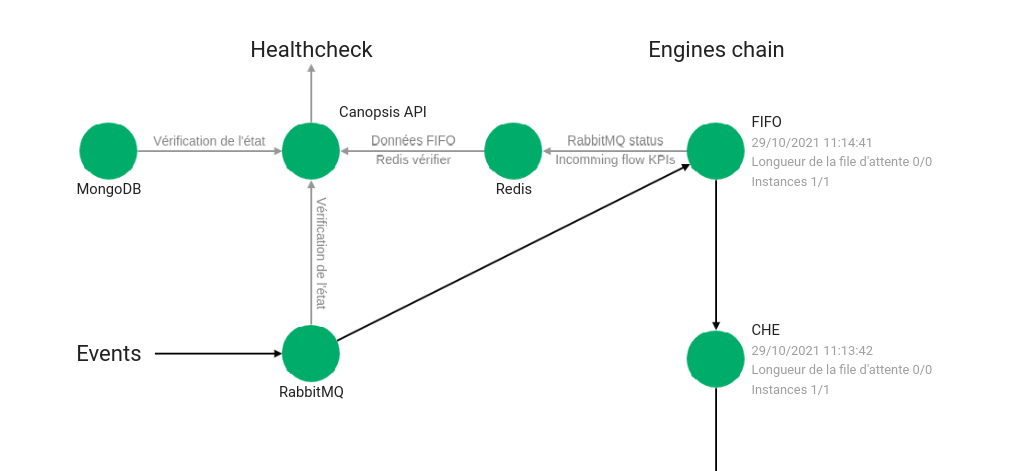 Healthcheck
Engines chain
Canopsis API
FIFO
29/10/2021 11:14:41
Longueur de la file d'attente 0/0
Instances 1/1
Vérification de l'état
Données FIFO
Redis vérifier
RabbitMQ status
Incomming flow KPIs
MongoDB
Redis
Vérification de l'état
CHE
29/10/2021 11:13:42
Longueur de la file d'attente 0/0
Instances 1/1
Events
RabbitMQ